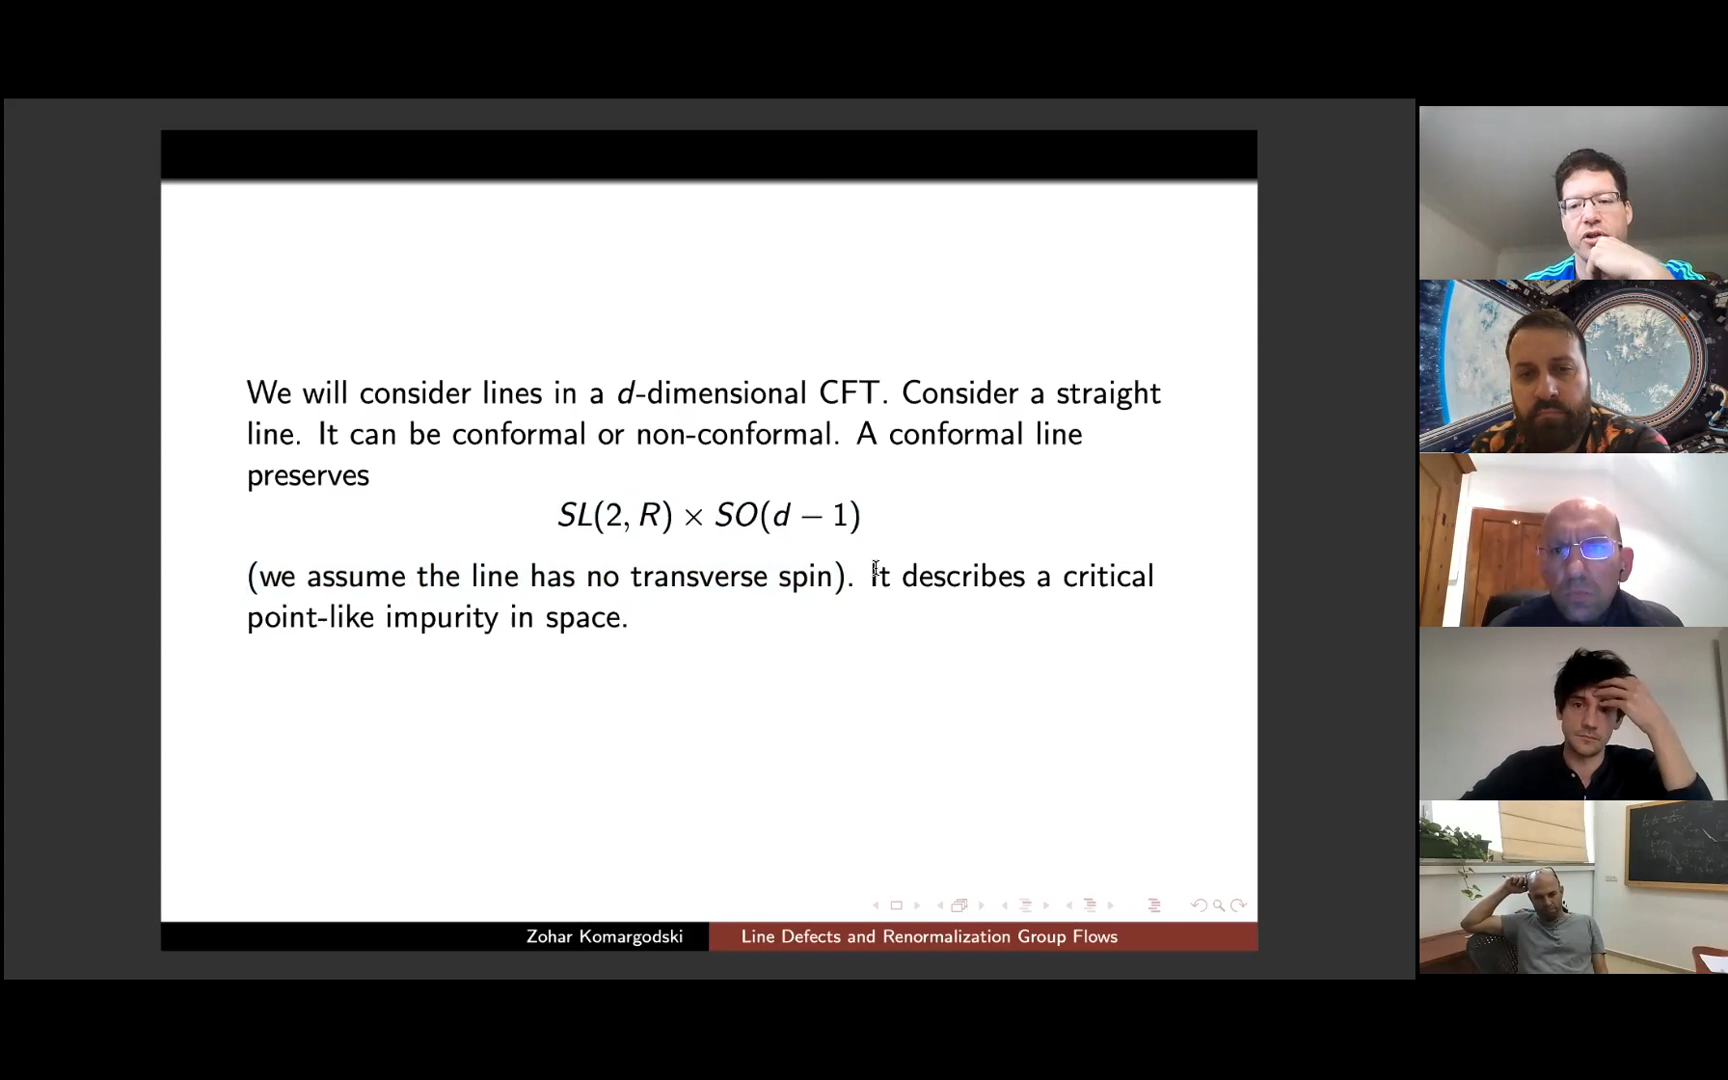 We will consider lines in a d-dimensional CFT. Consider a straight
line. It can be conformal or non-conformal. A conformal line
preserves
SL(2, R) × SO(d − 1)
(we assume the line has no transverse spin). It describes a critical
point-like impurity in space.
Zohar Komargodski
Line Defects and Renormalization Group Flows